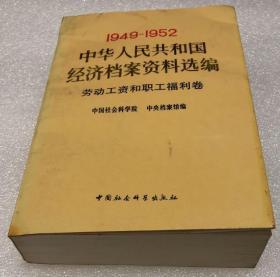 1949-1952
中华人民共和国
经济档案资料选编
劳动工资和职工福利卷
中国社会科学院 中央档案馆编
中国社会科学出版社